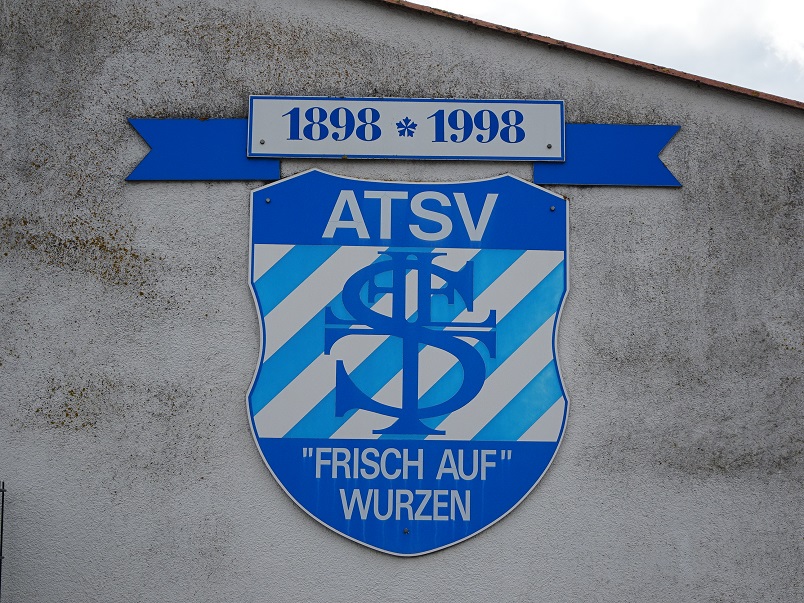 1898 * 1998
ATSV
"FRISCH AUF"
WURZEN